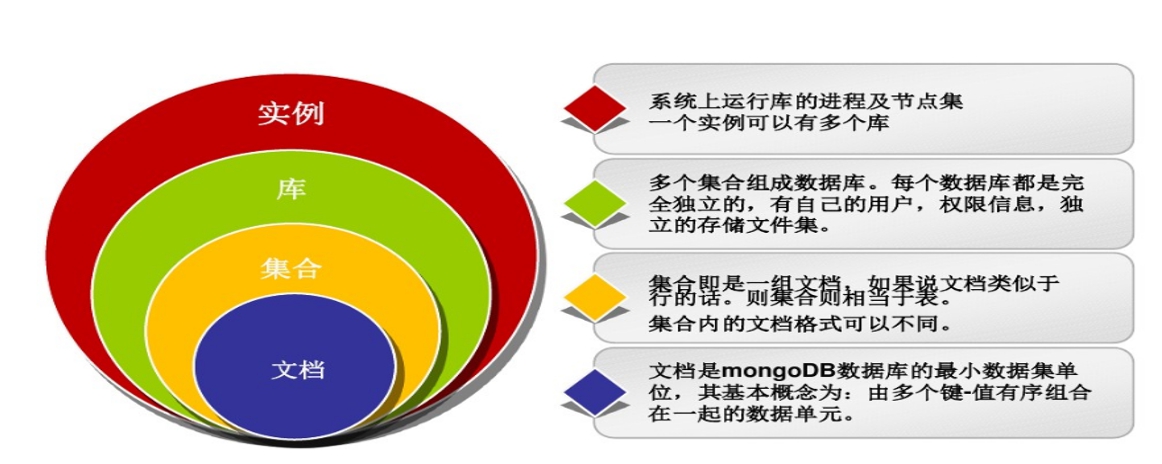 实例
库
集合
文档
系统上运行库的进程及节点集
一个实例可以有多个库
多个集合组成数据库。每个数据库都是完
全独立的，有自己的用户，权限信息，独
立的存储文件集。
集合即是一组文档，如果说文档类似于
行的话。则集合则相当于表。
集合内的文档格式可以不同。
文档是mongoDB数据库的最小数据集单
位，其基本概念为：由多个键-值有序组合
在一起的数据单元。